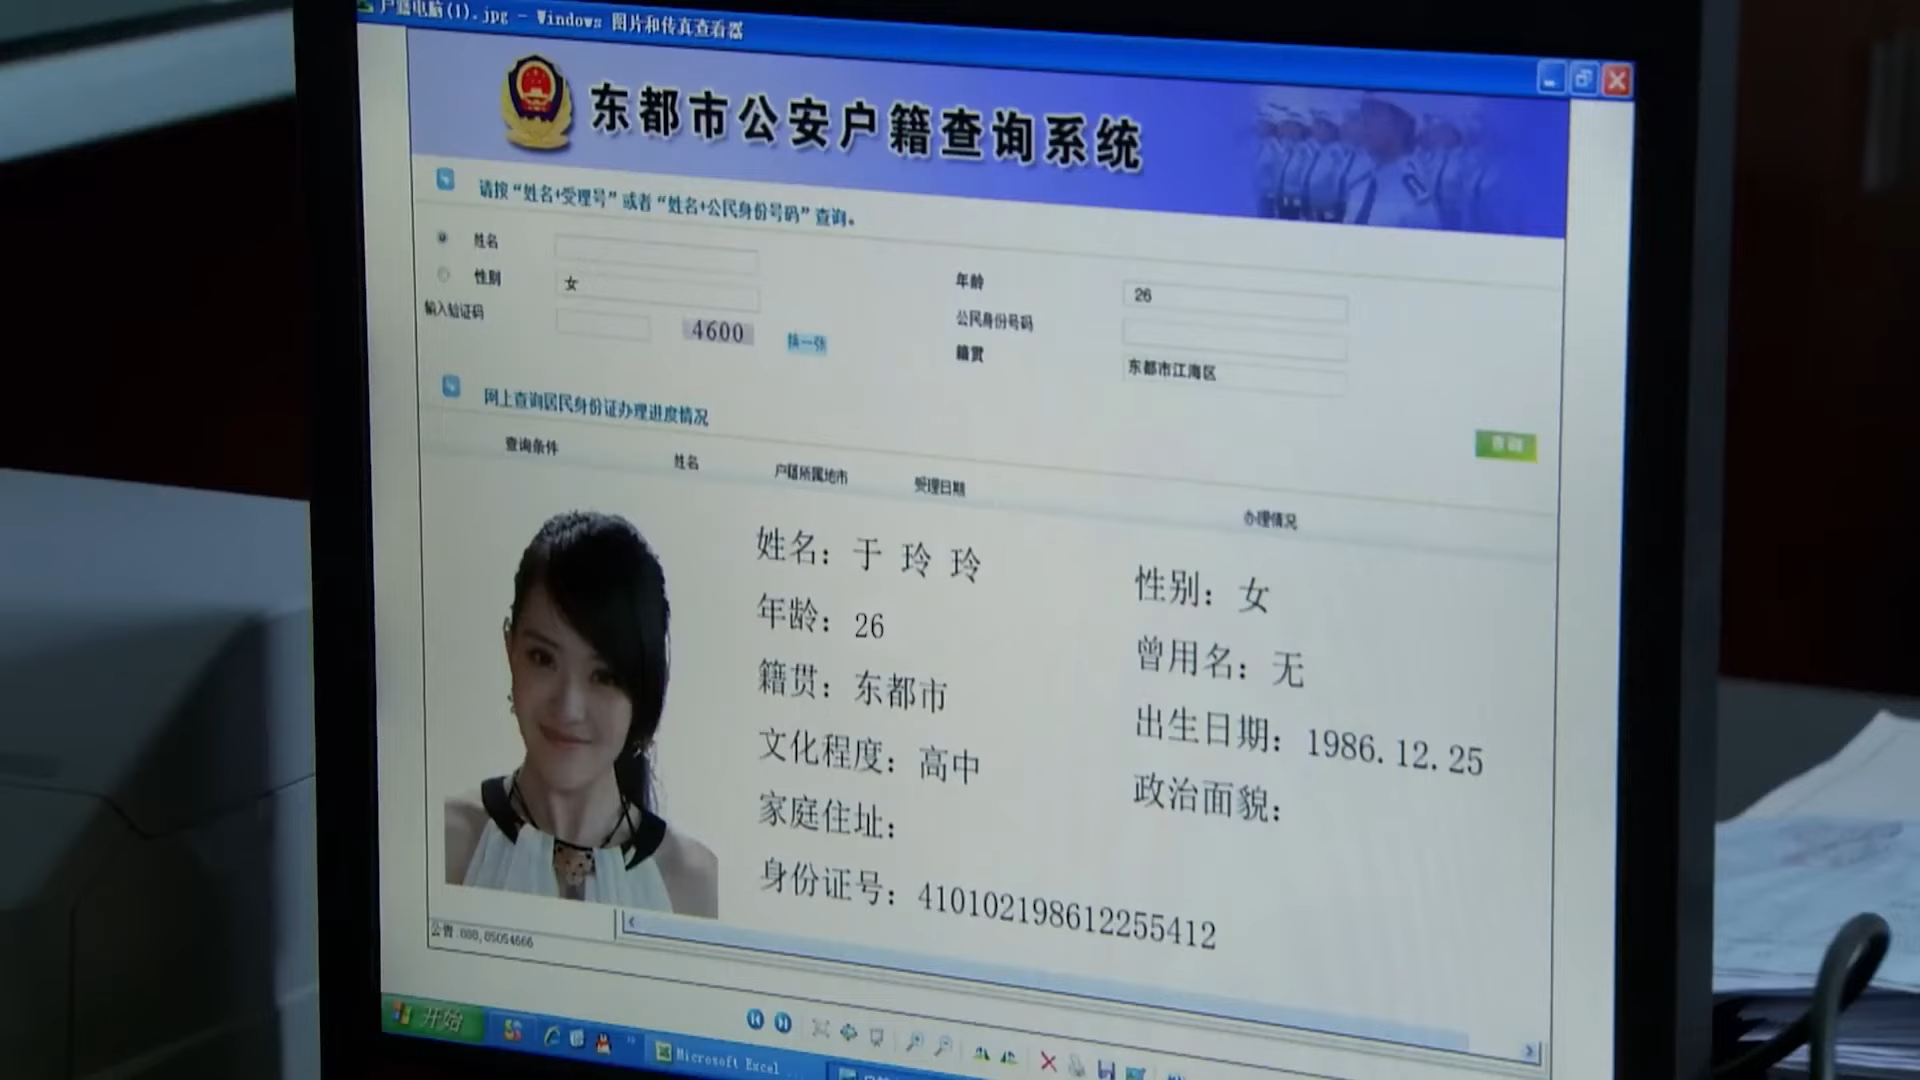 户籍电脑(1).jpg - Windows 图片和传真查看器
东都市公安户籍查询系统
请按“姓名+受理号”或者“姓名+公民身份号码”查询。
姓名
性别 女
年龄 26
输入验证码 4600 换一张
公民身份号码
籍贯 东都市江海区
网上查询居民身份证办理进度情况
查询
查询条件 姓名 户籍所属地市 受理日期 办理情况
姓名: 于 玲 玲
性别: 女
年龄: 26
曾用名: 无
籍贯: 东都市
出生日期: 1986.12.25
文化程度: 高中
政治面貌:
家庭住址:
身份证号: 410102198612255412
开始
Microsoft Excel ...